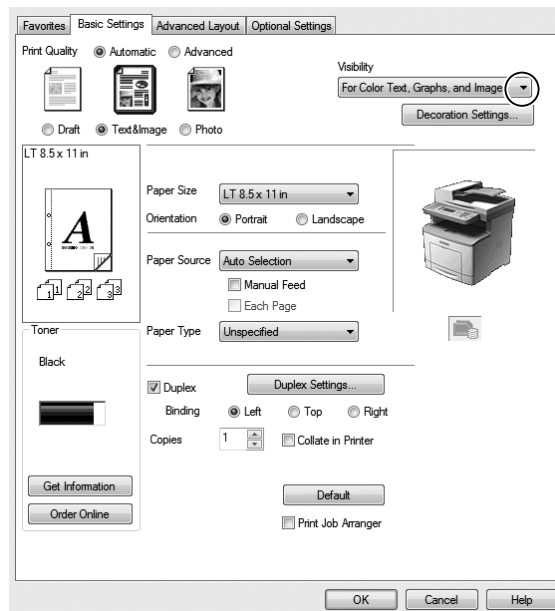 Favorites Basic Settings Advanced Layout Optional Settings
Print Quality Automatic Advanced
Visibility
For Color Text, Graphs, and Image
Decoration Settings...
Draft Text&Image Photo
LT 8.5 x 11 in
A
1 1 2 2 3 3
Paper Size LT 8.5 x 11 in
Orientation Portrait Landscape
Paper Source Auto Selection
Manual Feed
Each Page
Toner
Paper Type Unspecified
Black
Duplex Duplex Settings...
Binding Left Top Right
Copies 1 Collate in Printer
Get Information
Default
Order Online
Print Job Arranger
OK Cancel Help